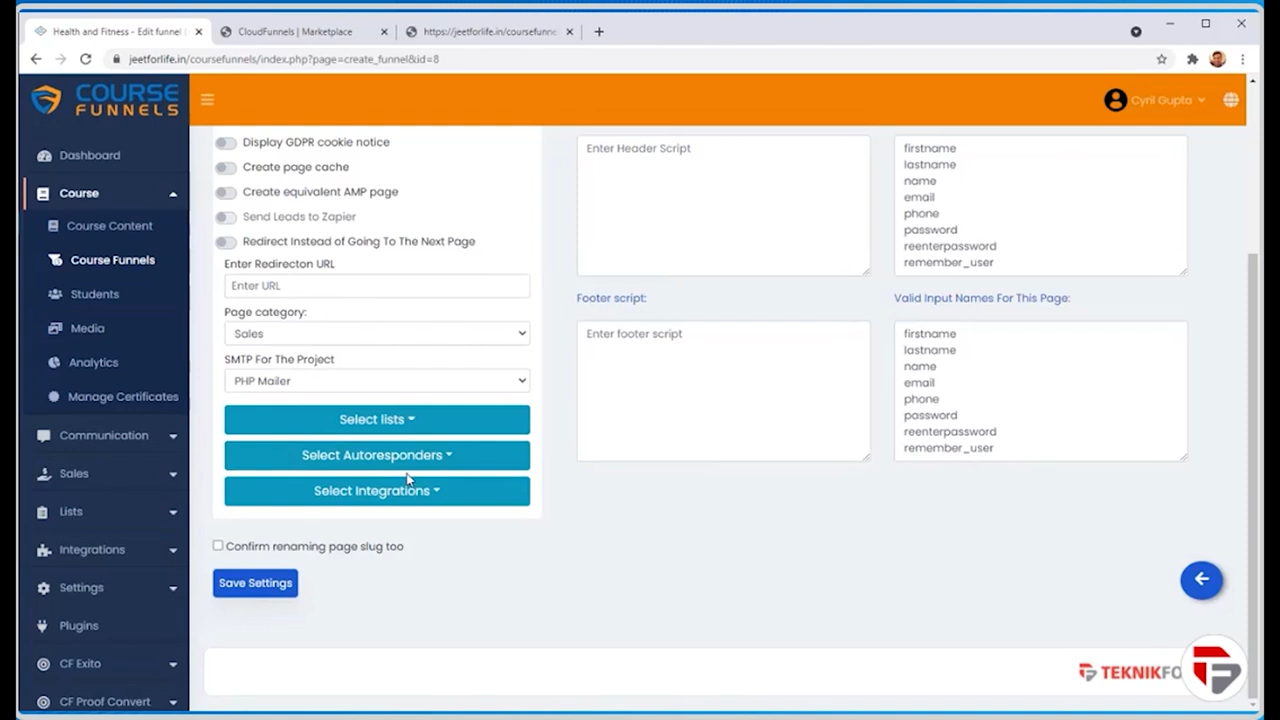 Health and Fitness - Edit funnel
CloudFunnels | Marketplace
https://jeetforlife.in/coursefunne
jeetforlife.in/coursefunnels/index.php?page=create_funnel&id=8
COURSE
FUNNELS
Cyril Gupta
Dashboard
Course
Course Content
Course Funnels
Students
Media
Analytics
Manage Certificates
Communication
Sales
Lists
Integrations
Settings
Plugins
CF Exito
CF Proof Convert
Display GDPR cookie notice
Create page cache
Create equivalent AMP page
Send Leads to Zapier
Redirect Instead of Going To The Next Page
Enter Redirecton URL
Enter URL
Page category:
Sales
SMTP For The Project
PHP Mailer
Select lists
Select Autoresponders
Select Integrations
Confirm renaming page slug too
Save Settings
Enter Header Script
Footer script:
Enter footer script
firstname
lastname
name
email
phone
password
reenterpassword
remember_user
Valid Input Names For This Page:
firstname
lastname
name
email
phone
password
reenterpassword
remember_user
TEKNIKFO